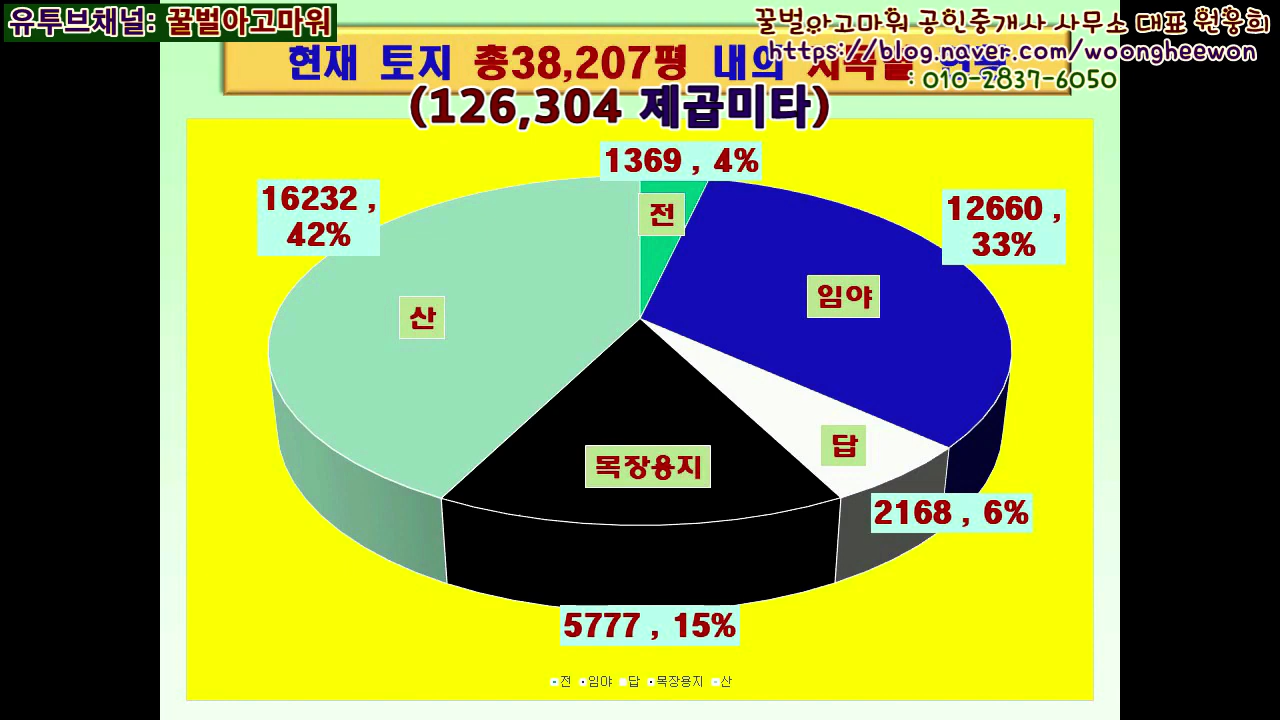 유투브채널: 꿀벌아고마워
꿀벌아고마워 공인중개사 사무소 대표 원웅희
https://blog.naver.com/woongheewon
: 010-2837-6050
현재 토지 총38,207평 내의
(126,304 제곱미타)
1369 , 4%
16232 ,
42%
12660 ,
33%
전
임야
산
답
목장용지
2168 , 6%
5777 , 15%
전 임야 답 목장용지 산